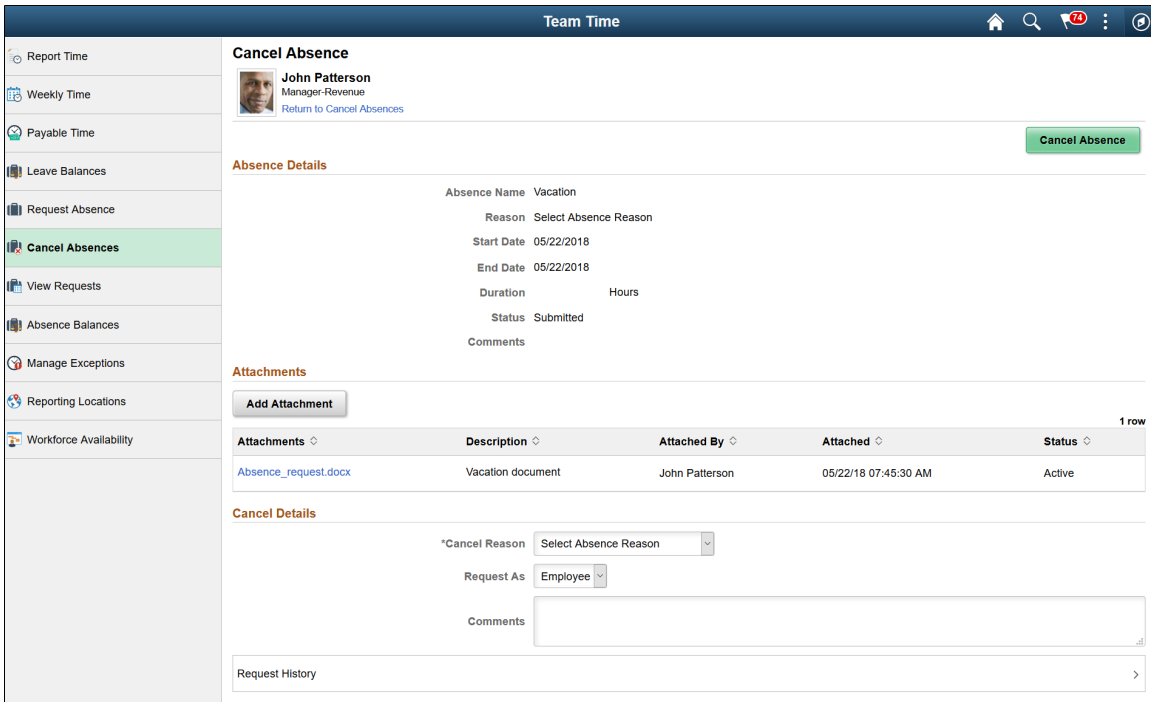 Team Time
74
Report Time
Weekly Time
Payable Time
Leave Balances
Request Absence
Cancel Absences
View Requests
Absence Balances
Manage Exceptions
Reporting Locations
Workforce Availability
Cancel Absence
John Patterson
Manager-Revenue
Return to Cancel Absences
Cancel Absence
Absence Details
Absence Name Vacation
Reason Select Absence Reason
Start Date 05/22/2018
End Date 05/22/2018
Duration Hours
Status Submitted
Comments
Attachments
Add Attachment
1 row
Attachments Description Attached By Attached Status
Absence_request.docx Vacation document John Patterson 05/22/18 07:45:30 AM Active
Cancel Details
*Cancel Reason Select Absence Reason
Request As Employee
Comments
Request History